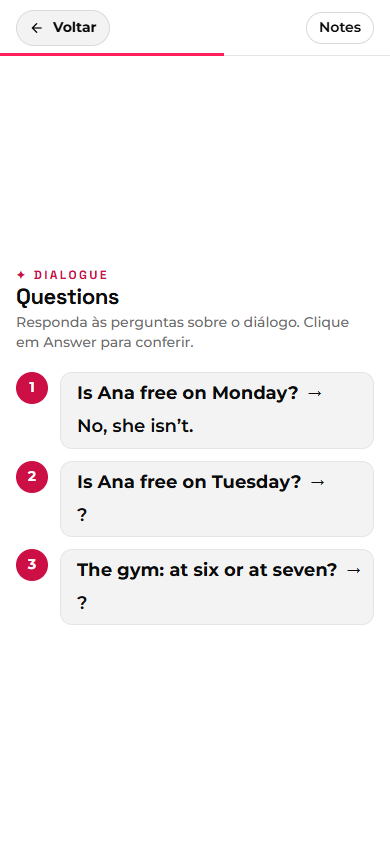 ← Voltar
Notes
✦ DIALOGUE
Questions
Responda às perguntas sobre o diálogo. Clique
em Answer para conferir.
1
Is Ana free on Monday? →
No, she isn’t.
2
Is Ana free on Tuesday? →
?
3
The gym: at six or at seven? →
?